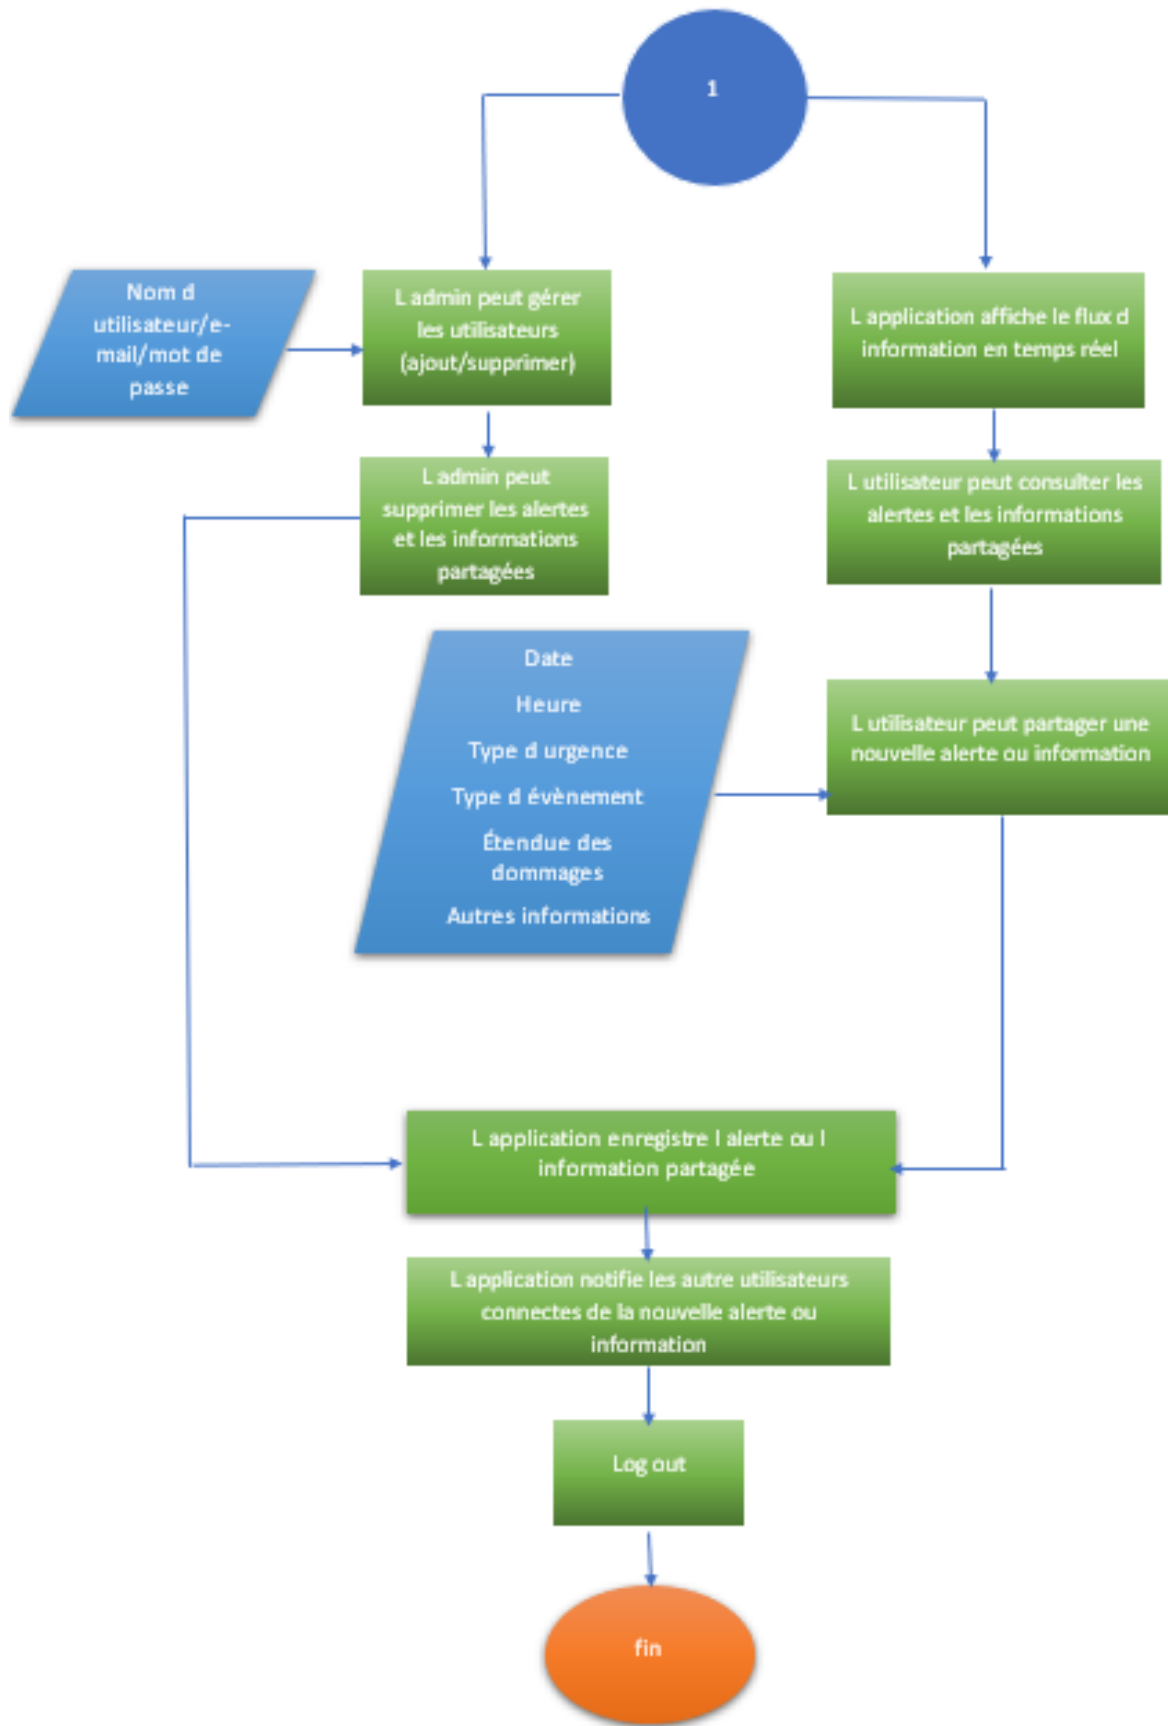 1
Nom d
utilisateur/e-
mail/mot de
passe
L admin peut gérer
les utilisateurs
(ajout/supprimer)
L application affiche le flux d
information en temps réel
L admin peut
supprimer les alertes
et les informations
partagées
L utilisateur peut consulter les
alertes et les informations
partagées
Date
Heure
Type d urgence
Type d évènement
Étendue des
dommages
Autres informations
L utilisateur peut partager une
nouvelle alerte ou information
L application enregistre l alerte ou l
information partagée
L application notifie les autre utilisateurs
connectes de la nouvelle alerte ou
information
Log out
fin